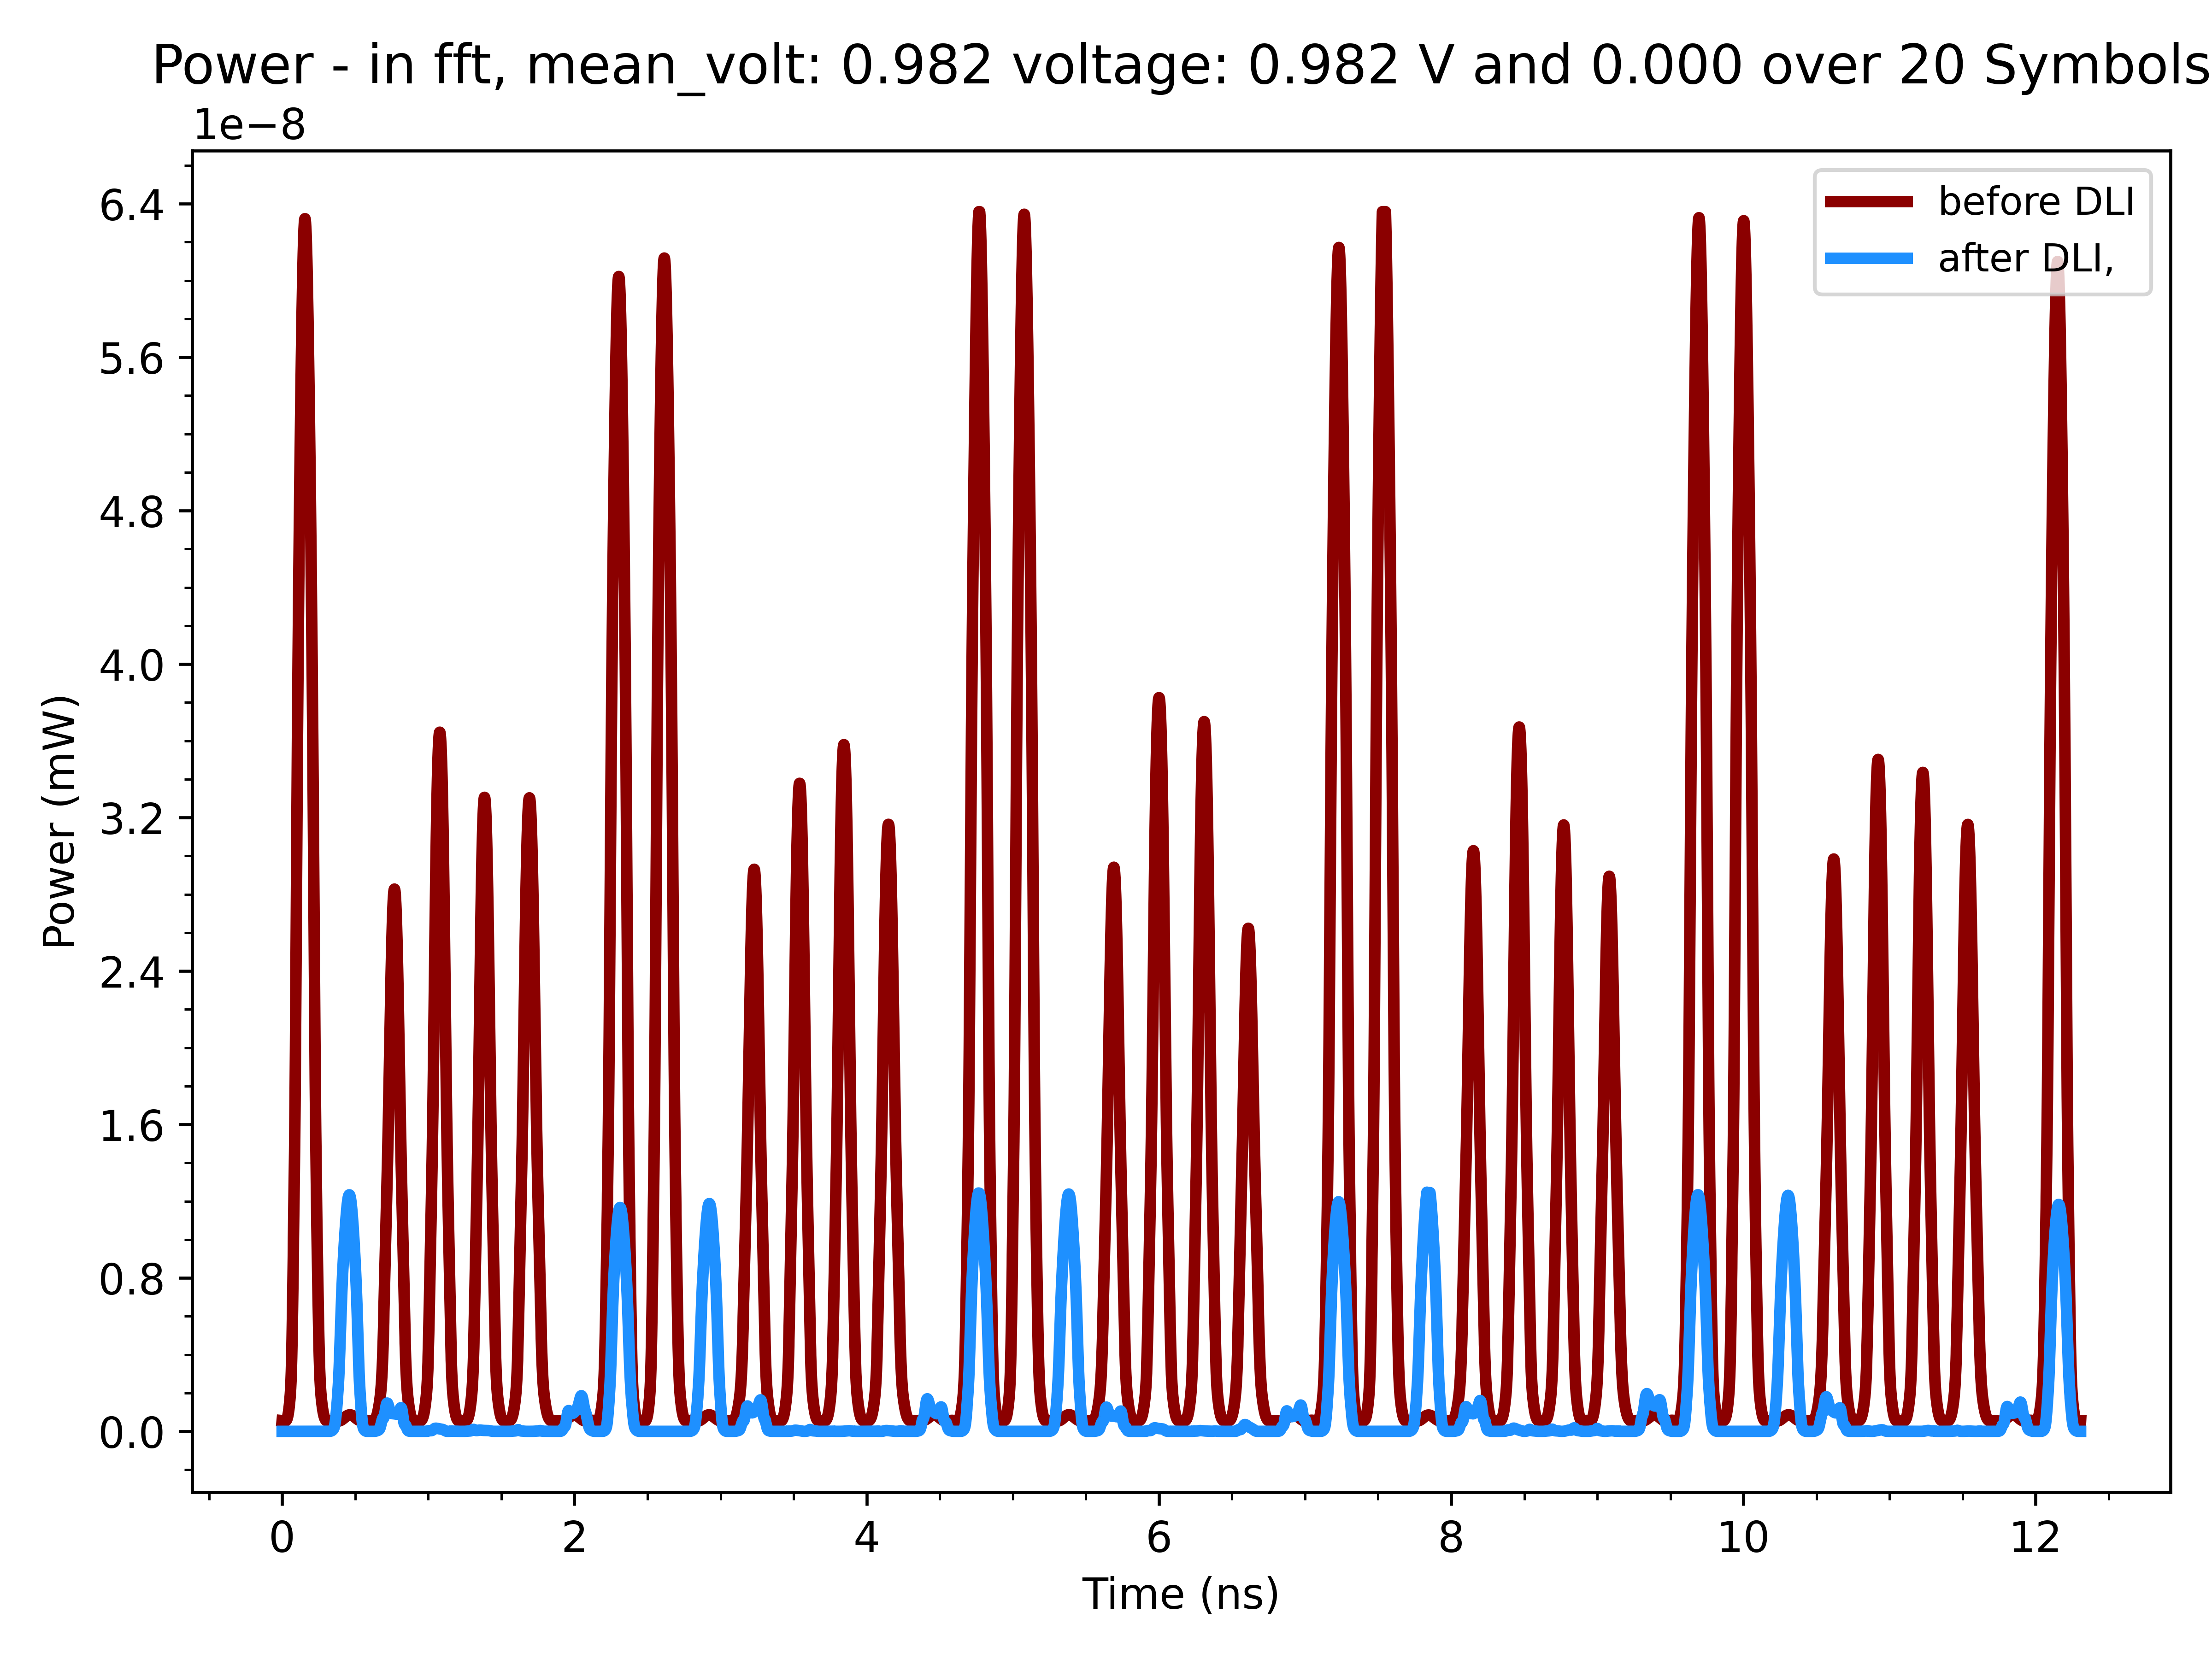 Power - in fft, mean_volt: 0.982 voltage: 0.982 V and 0.000 over 20 Symbols
1e−8
before DLI
after DLI,
6.4
5.6
4.8
4.0
3.2
2.4
1.6
0.8
0.0
Power (mW)
0 2 4 6 8 10 12
Time (ns)